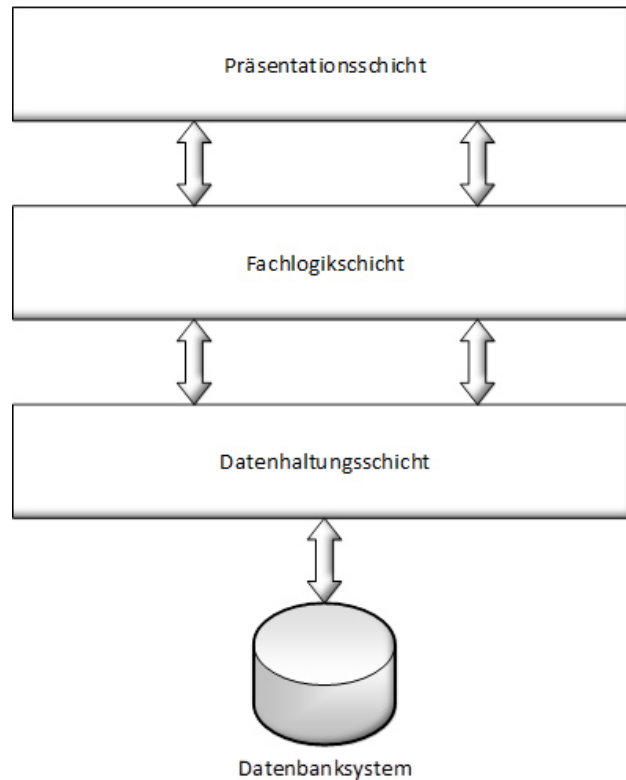 Präsentationsschicht
Fachlogikschicht
Datenhaltungsschicht
Datenbanksystem